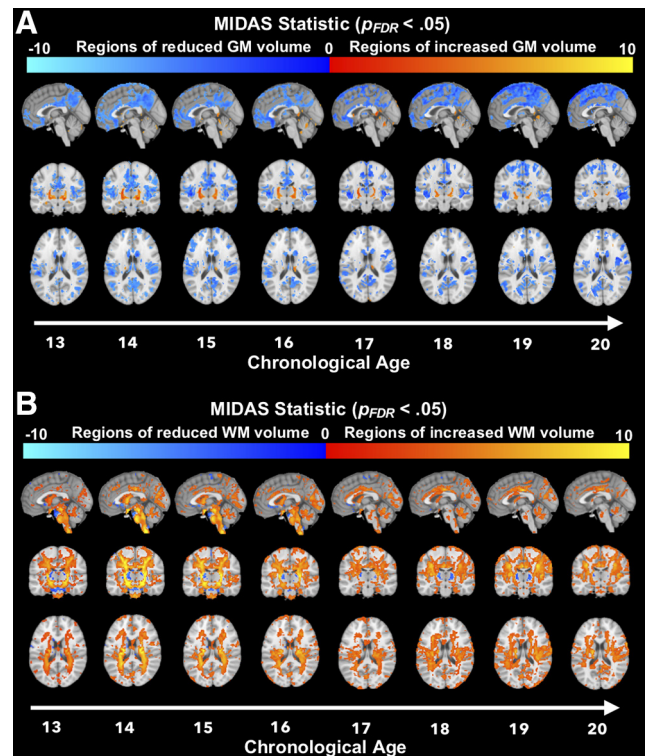 A
MIDAS Statistic (pFDR < .05)
-10 Regions of reduced GM volume 0 Regions of increased GM volume 10
13 14 15 16 17 18 19 20
Chronological Age
B
MIDAS Statistic (pFDR < .05)
-10 Regions of reduced WM volume 0 Regions of increased WM volume 10
13 14 15 16 17 18 19 20
Chronological Age